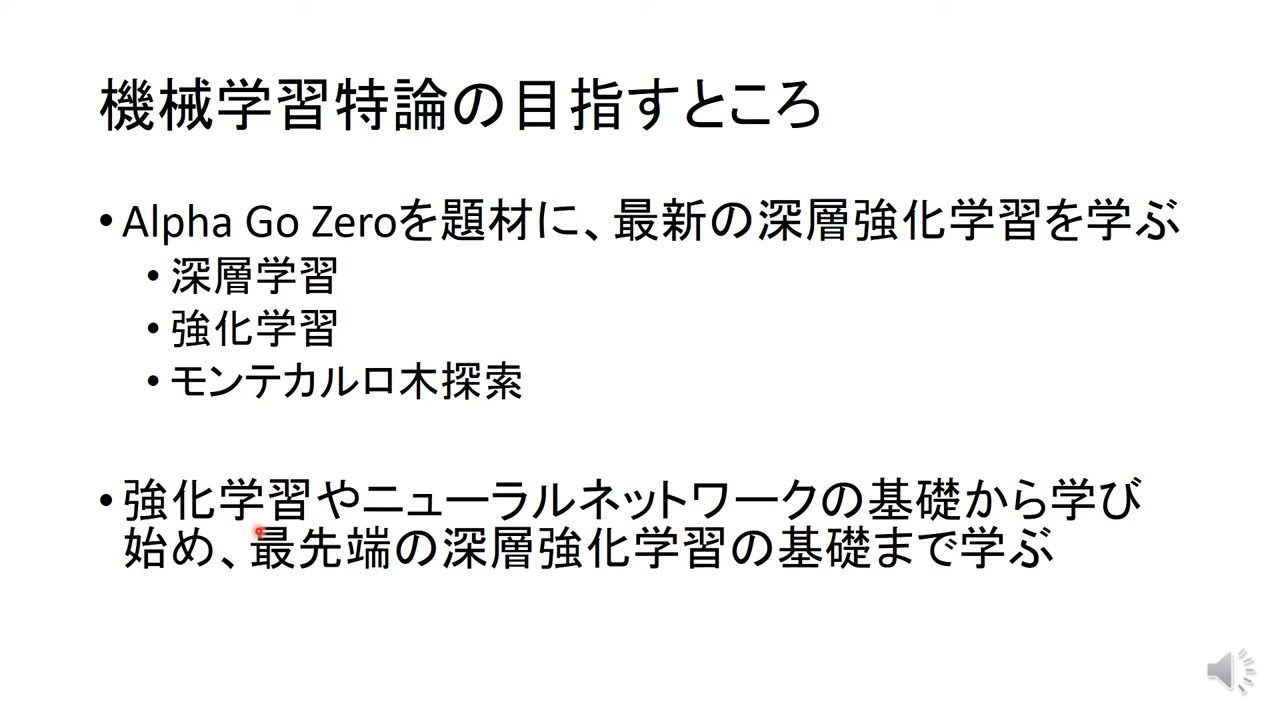 機械学習特論の目指すところ
• Alpha Go Zeroを題材に、最新の深層強化学習を学ぶ
• 深層学習
• 強化学習
• モンテカルロ木探索
• 強化学習やニューラルネットワークの基礎から学び
始め、最先端の深層強化学習の基礎まで学ぶ